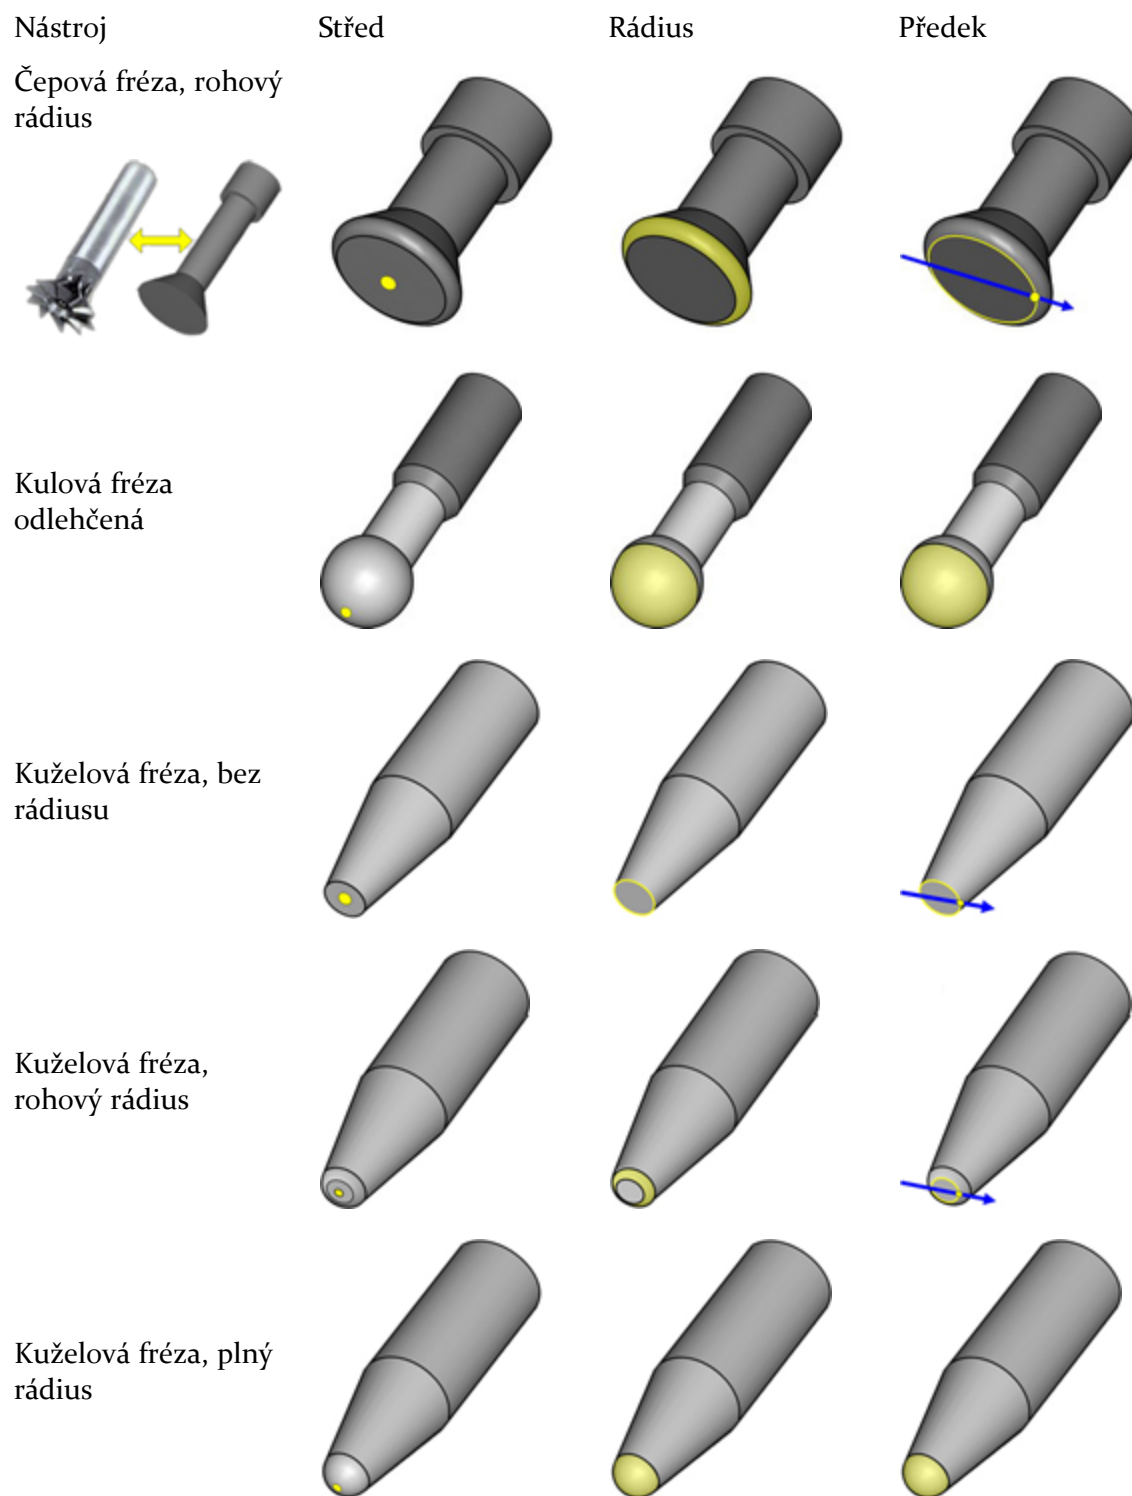 Nástroj Střed Rádius Předek
Čepová fréza, rohový
rádius
Kulová fréza
odlehčená
Kuželová fréza, bez
rádiusu
Kuželová fréza,
rohový rádius
Kuželová fréza, plný
rádius